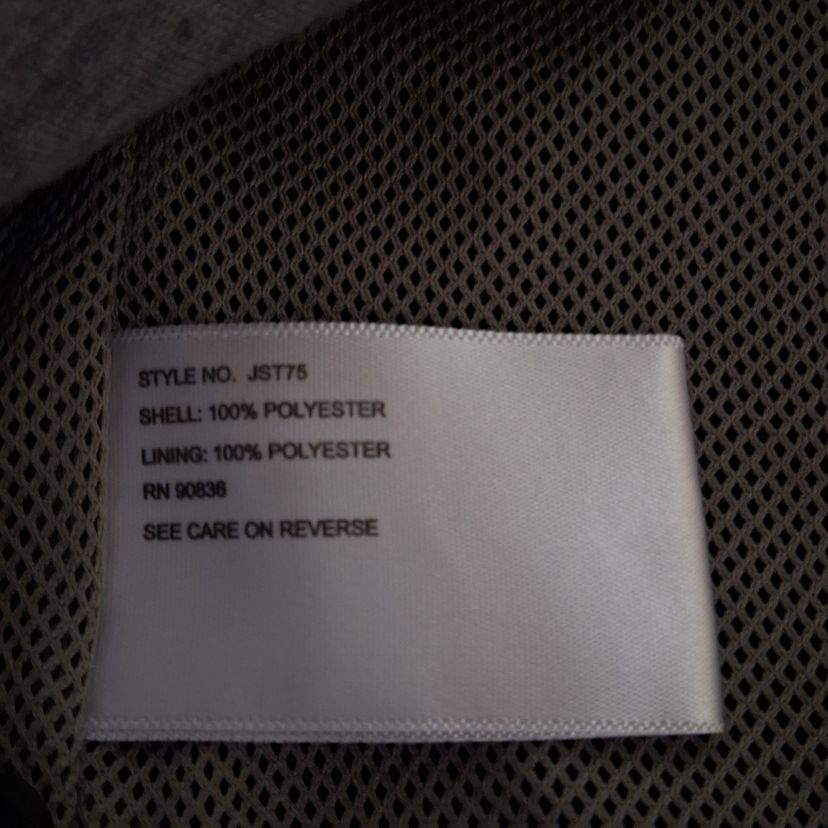 STYLE NO. JST75
SHELL: 100% POLYESTER
LINING: 100% POLYESTER
RN 90836
SEE CARE ON REVERSE